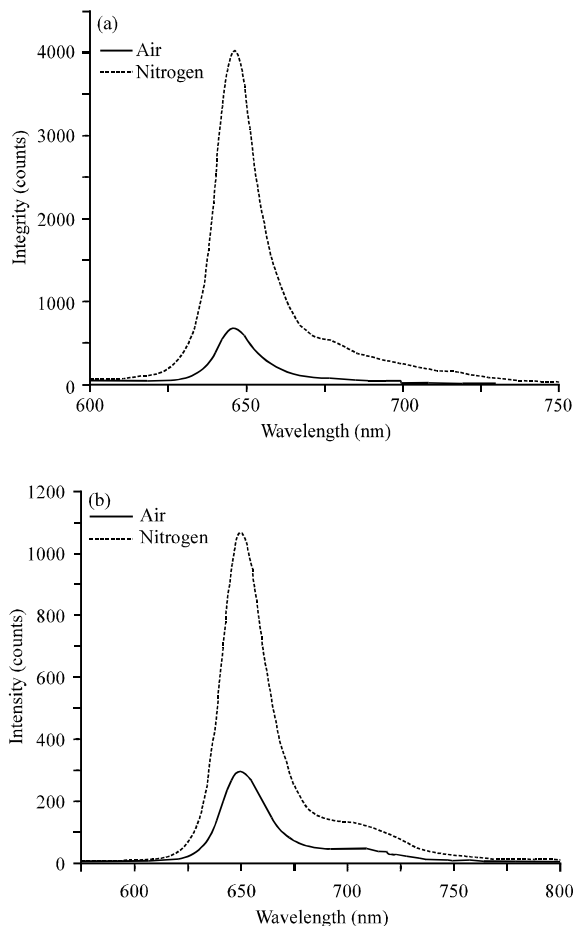 (a)
Air
Nitrogen
4000
3000
2000
1000
0
Integrity (counts)
600 650 700 750
Wavelength (nm)
(b)
Air
Nitrogen
1200
1000
800
600
400
200
0
Intensity (counts)
600 650 700 750 800
Wavelength (nm)